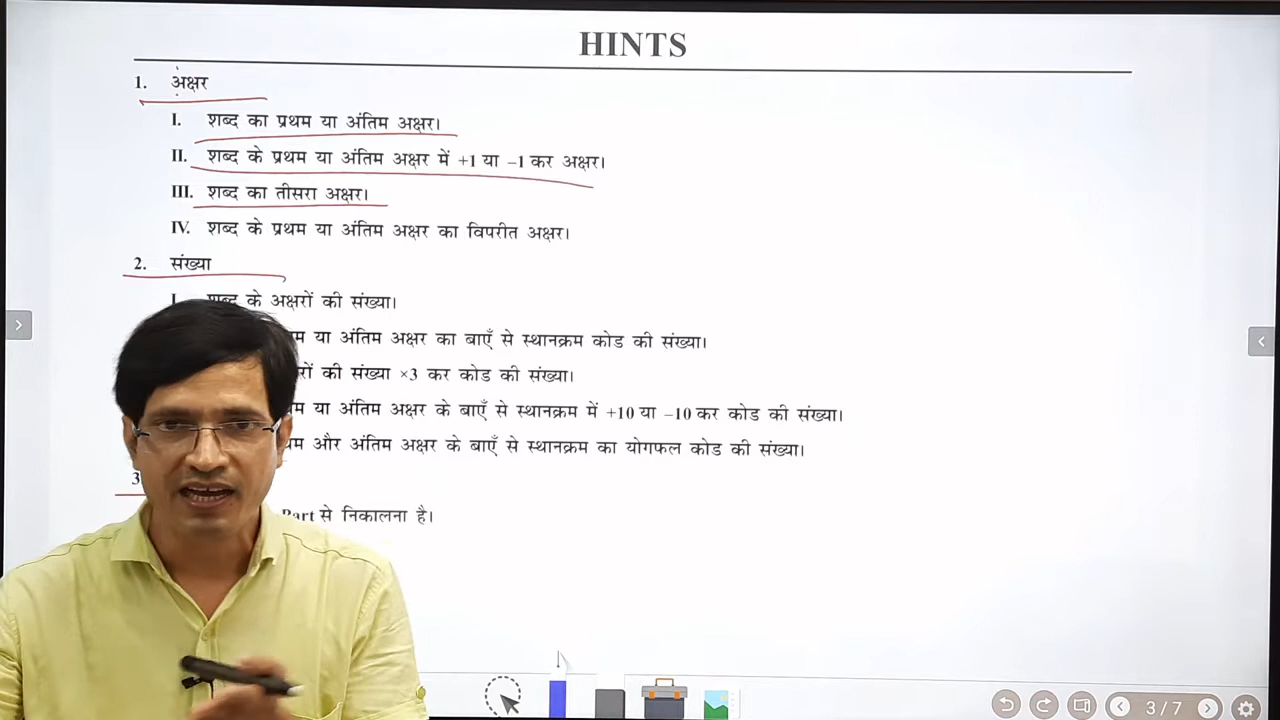 HINTS
1. अंक्षर
I. शब्द का प्रथम या अंतिम अक्षर।
II. शब्द के प्रथम या अंतिम अक्षर में +1 या –1 कर अक्षर।
III. शब्द का तीसरा अक्षर।
IV. शब्द के प्रथम या अंतिम अक्षर का विपरीत अक्षर।
2. संख्या
I. शब्द के अक्षरों की संख्या।
या अंतिम अक्षर का बाएँ से स्थानक्रम कोड की संख्या।
की संख्या ×3 कर कोड की संख्या।
या अंतिम अक्षर के बाएँ से स्थानक्रम में +10 या –10 कर कोड की संख्या।
और अंतिम अक्षर के बाएँ से स्थानक्रम का योगफल कोड की संख्या।
3
Part से निकालना है।
3 / 7